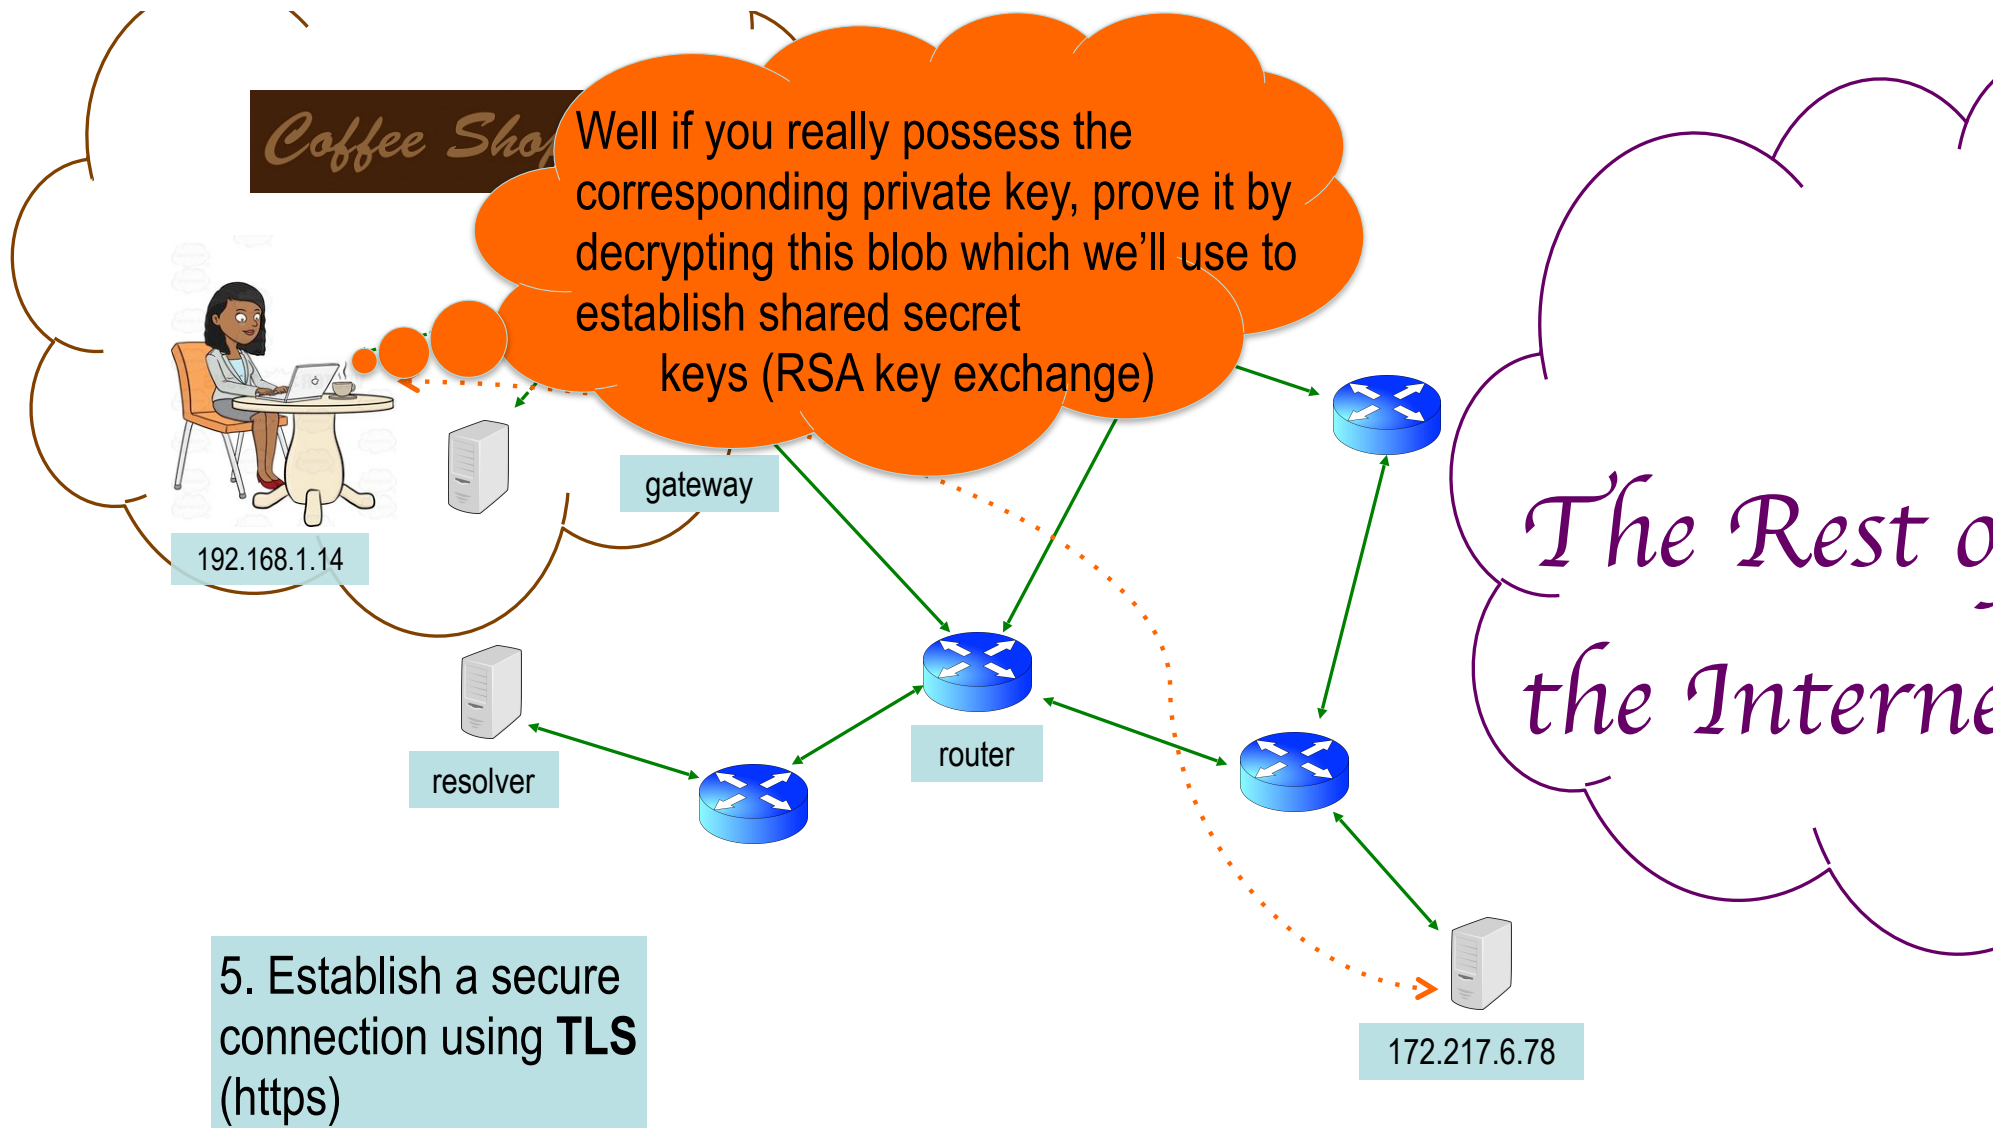 Coffee
Well if you really possess the
corresponding private key, prove it by
decrypting this blob which we'll use to
establish shared secret
keys (RSA key exchange)
gateway
192.168.1.14
The Rest
the
router
resolver
5. Establish a secure
connection using TLS
(https)
172.217.6.78